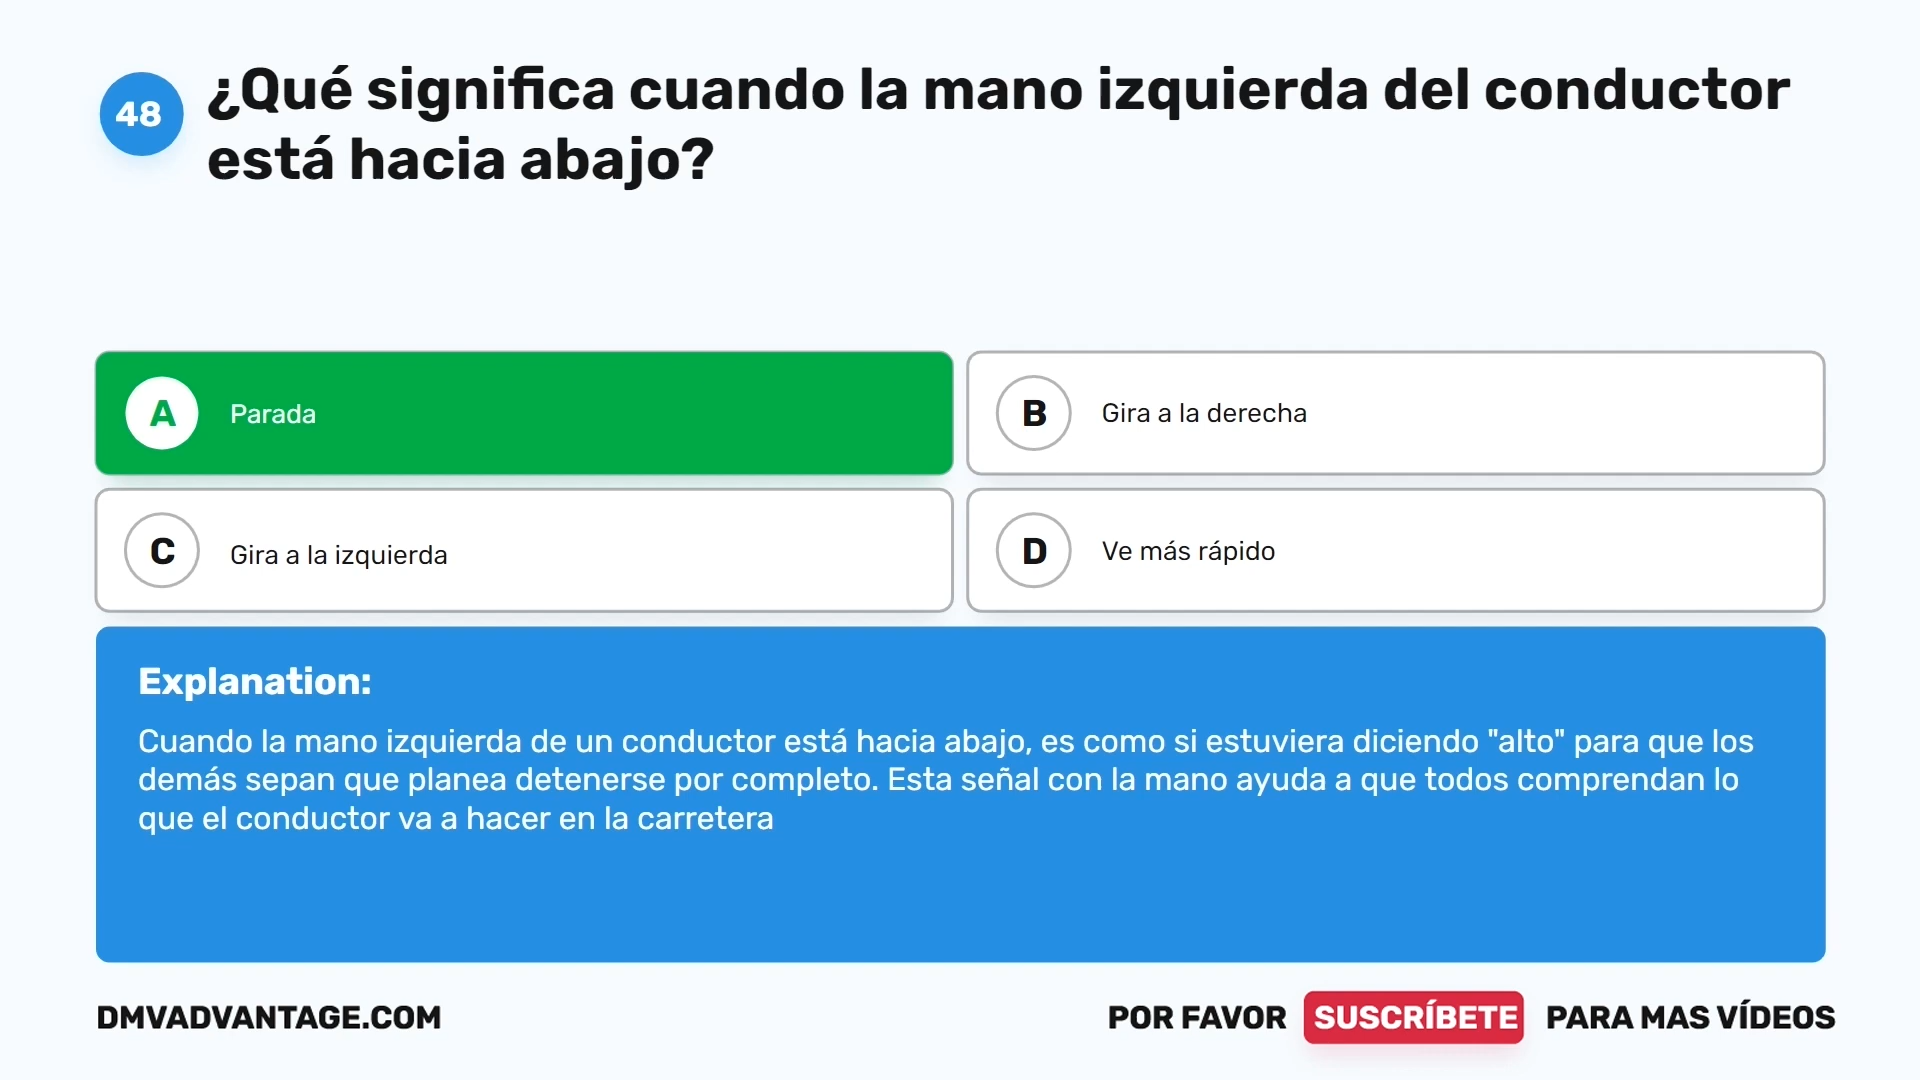 48
¿Qué significa cuando la mano izquierda del conductor
está hacia abajo?
A Parada
B Gira a la derecha
C Gira a la izquierda
D Ve más rápido
Explanation:
Cuando la mano izquierda de un conductor está hacia abajo, es como si estuviera diciendo "alto" para que los
demás sepan que planea detenerse por completo. Esta señal con la mano ayuda a que todos comprendan lo
que el conductor va a hacer en la carretera
DMVADVANTAGE.COM
POR FAVOR SUSCRÍBETE PARA MAS VÍDEOS